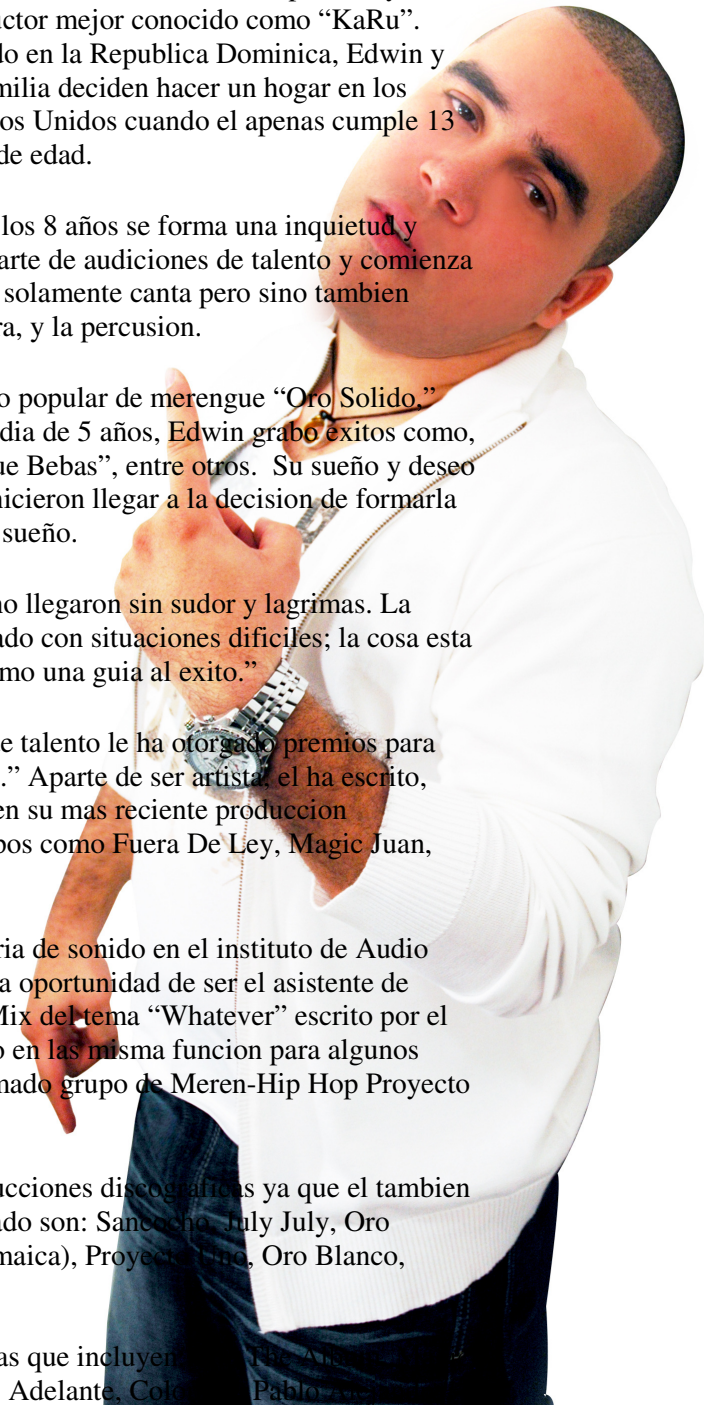 uctor mejor conocido como “KaRu”.
do en la Republica Dominica, Edwin y
milia deciden hacer un hogar en los
os Unidos cuando el apenas cumple 13
de edad.
los 8 años se forma una inquietud y
arte de audiciones de talento y comienza
solamente canta pero sino tambien
ra, y la percusion.
o popular de merengue “Oro Solido.”
dia de 5 años, Edwin grabo exitos como,
ue Bebas”, entre otros. Su sueño y deseo
hicieron llegar a la decision de formarla
sueño.
no llegaron sin sudor y lagrimas. La
ado con situaciones dificiles; la cosa esta
mo una guia al exito.”
e talento le ha otorgado premios para
.” Aparte de ser artista, el ha escrito,
en su mas reciente produccion
pos como Fuera De Ley, Magic Juan,
ria de sonido en el instituto de Audio
a oportunidad de ser el asistente de
Mix del tema “Whatever” escrito por el
o en las misma funcion para algunos
mado grupo de Meren-Hip Hop Proyecto
ucciones discograficas ya que el tambien
ado son: Sancocho, July July, Oro
maica), Proyecto Uno, Oro Blanco,
as que incluyen The
Adelante, Pablo